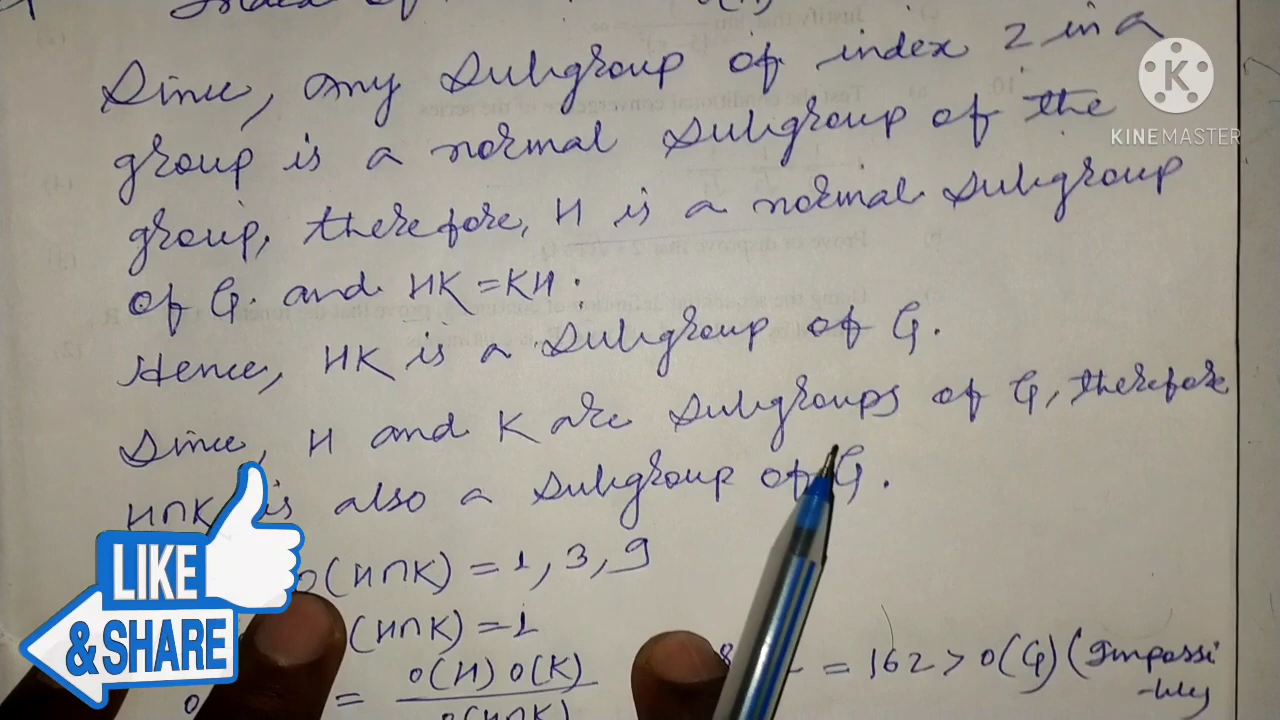 Since, any subgroup of index 2 in a
group is a normal subgroup of the
group, therefore, H is a normal subgroup
of G. and HK = KH.
Hence, HK is a subgroup of G.
Since, H and K are subgroups of G, therefore
H∩K is also a subgroup of G.
o(H∩K) = 1, 3, 9
(H∩K) = 1
= o(H) o(K) / o(H∩K)
= 162 > o(G) (Impossi
-bly
KINEMASTER
LIKE
&SHARE